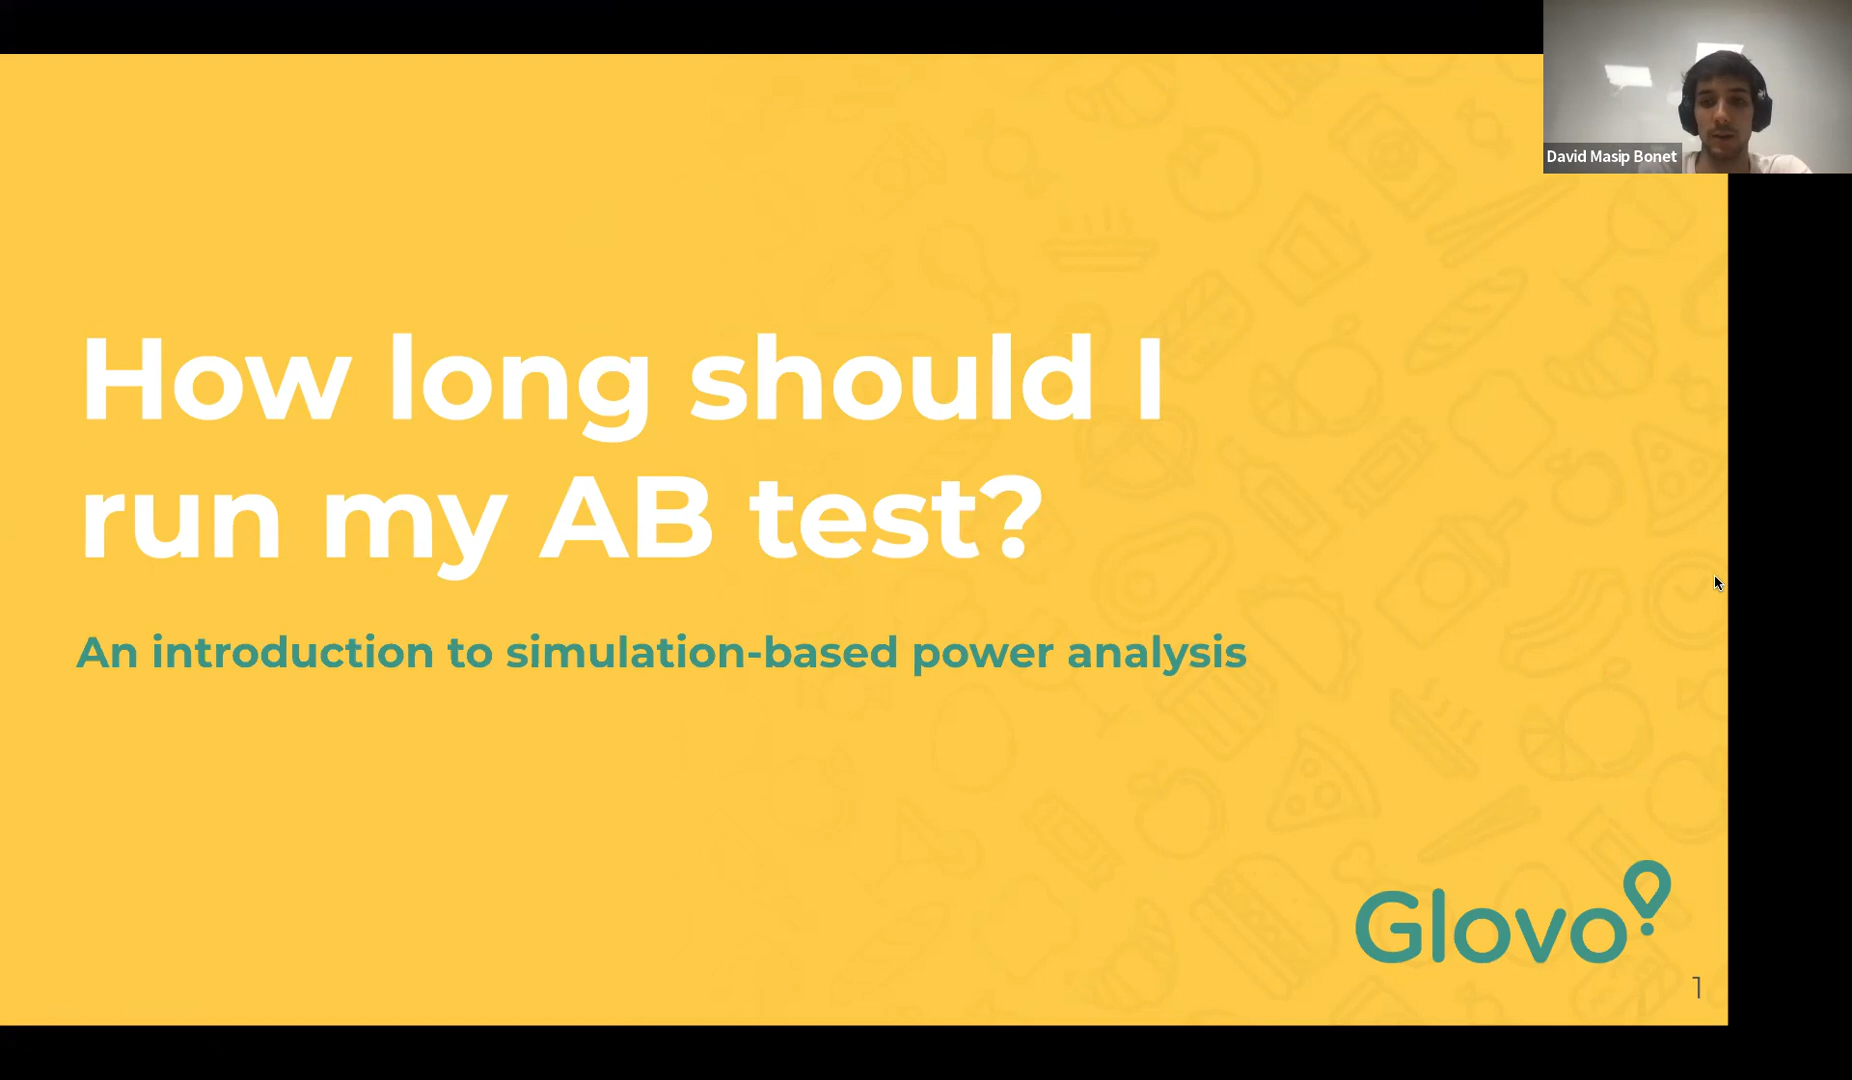 David Masip Bonet
How long should I
run my AB test?
An introduction to simulation-based power analysis
Glovo
1